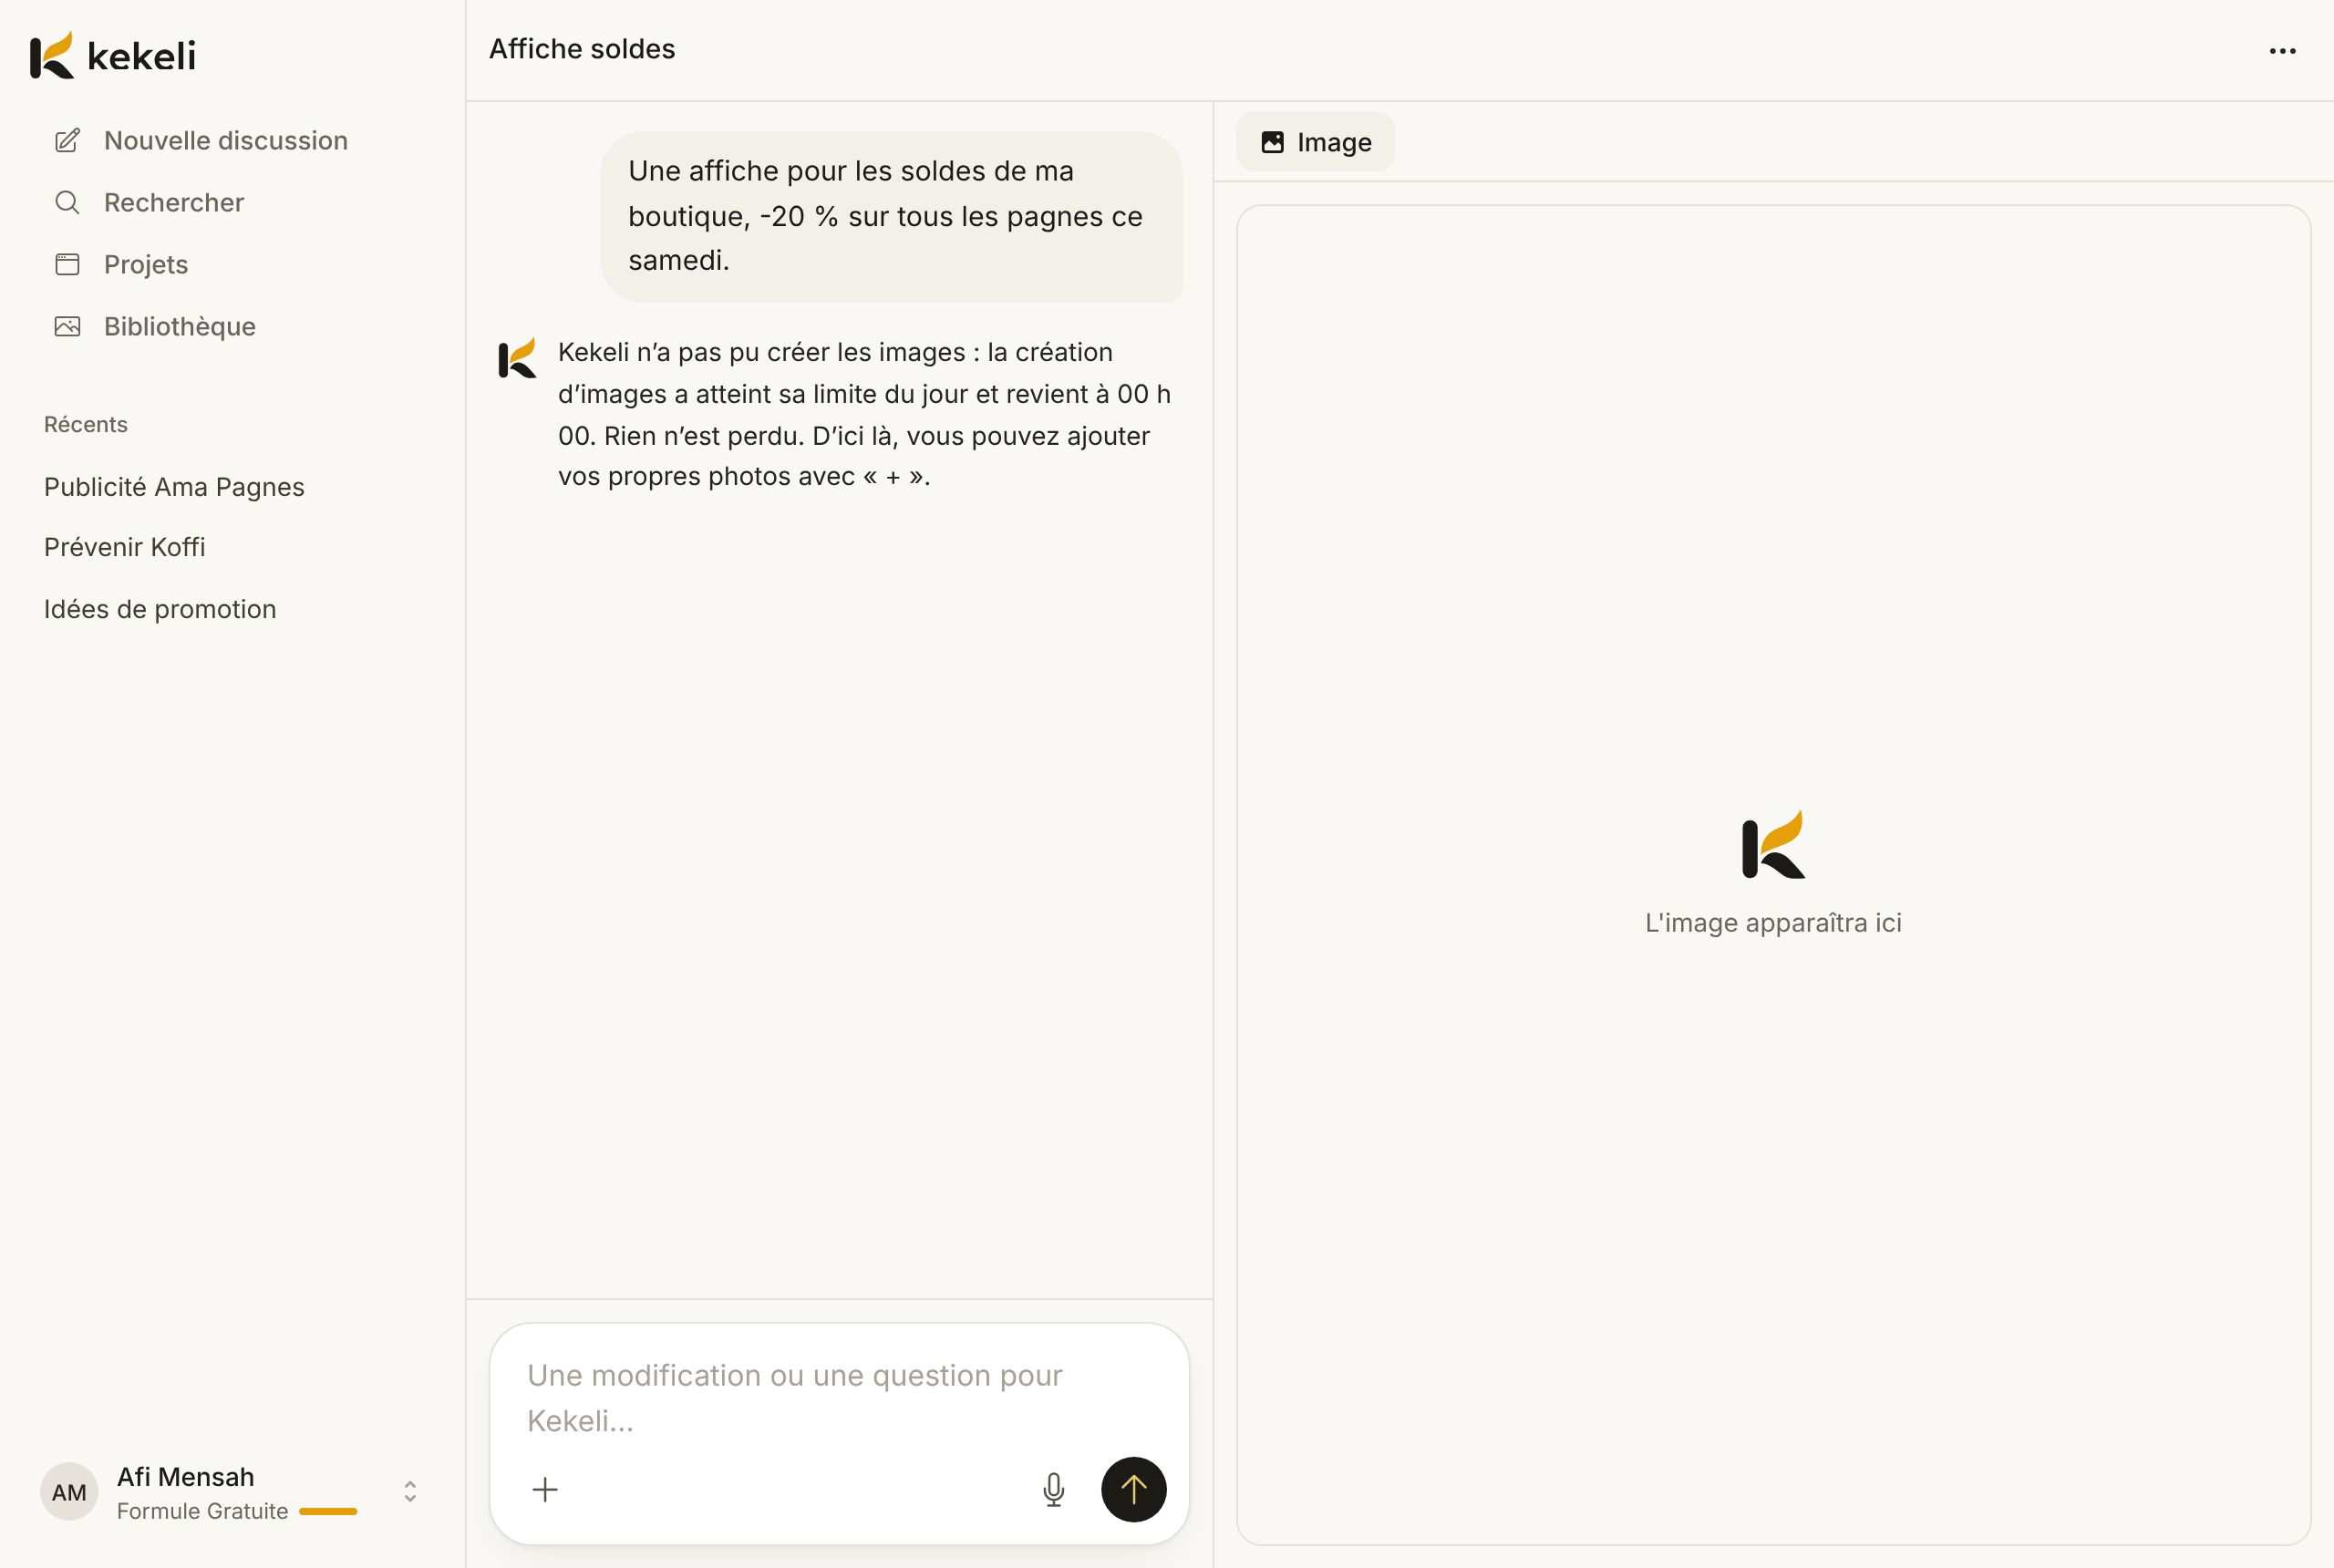 kekeli
Nouvelle discussion
Rechercher
Projets
Bibliothèque
Récents
Publicité Ama Pagnes
Prévenir Koffi
Idées de promotion
AM
Afi Mensah
Formule Gratuite
Affiche soldes
Une affiche pour les soldes de ma
boutique, -20 % sur tous les pagnes ce
samedi.
Kekeli n’a pas pu créer les images : la création
d’images a atteint sa limite du jour et revient à 00 h
00. Rien n’est perdu. D’ici là, vous pouvez ajouter
vos propres photos avec « + ».
Une modification ou une question pour
Kekeli...
Image
L'image apparaîtra ici